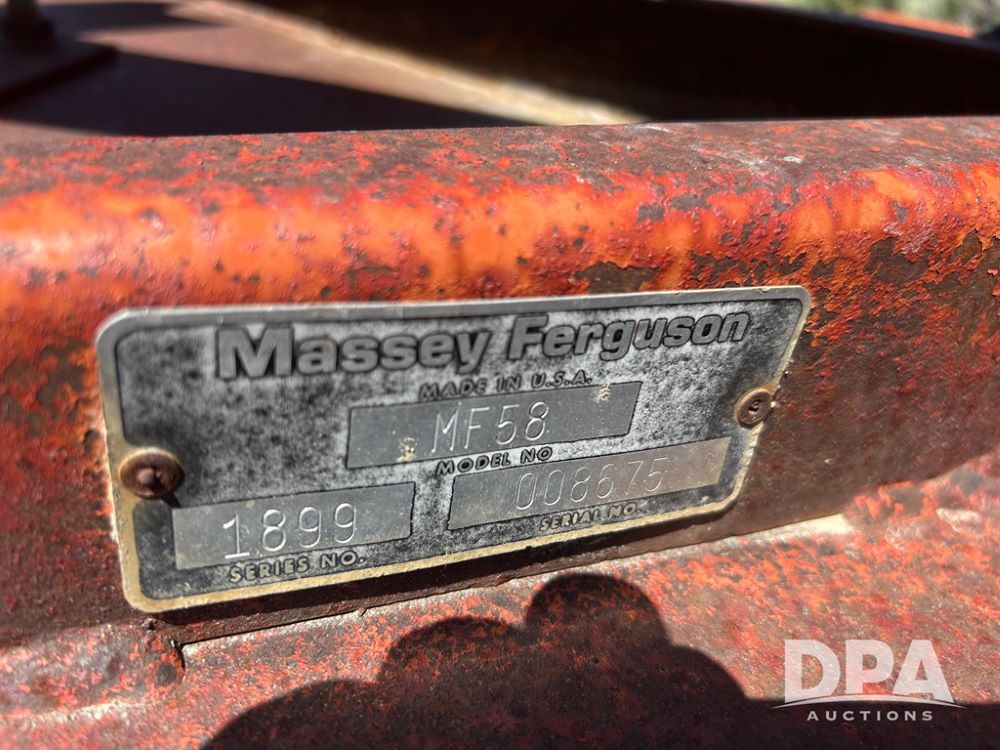 Massey Ferguson
MADE IN U.S.A.
MF58
MODEL NO
1899
SERIES NO.
008675
SERIAL NO.
DPA
AUCTIONS